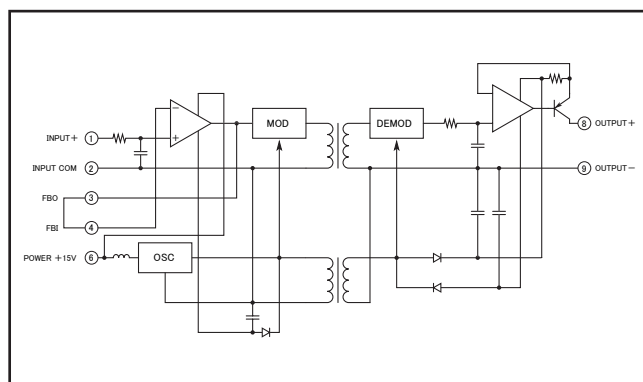 MOD
DEMOD
8 OUTPUT+
INPUT+ 1
INPUT COM 2
9 OUTPUT−
FBO 3
FBI 4
POWER +15V 6
OSC
− 
+